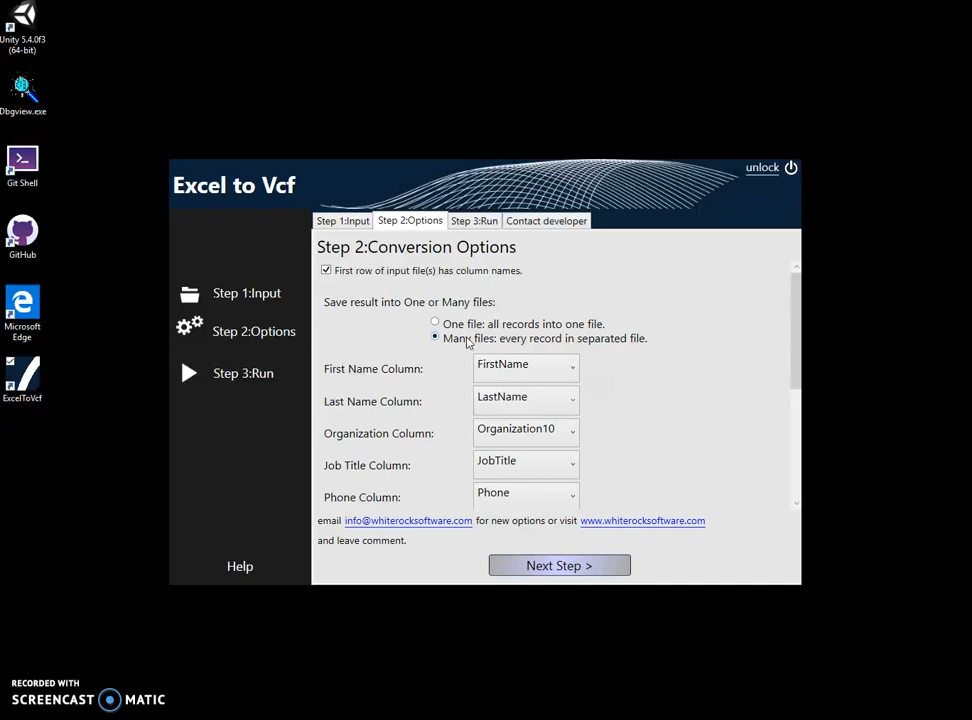 Unity 5.4.0f3
(64-bit)
Dbgview.exe
Git Shell
GitHub
Microsoft
Edge
ExcelToVcf
Excel to Vcf
unlock
Step 1:Input
Step 2:Options
Step 3:Run
Contact developer
Step 1:Input
Step 2:Options
Step 3:Run
Help
Step 2:Conversion Options
First row of input file(s) has column names.
Save result into One or Many files:
One file: all records into one file.
Many files: every record in separated file.
First Name Column: FirstName
Last Name Column: LastName
Organization Column: Organization10
Job Title Column: JobTitle
Phone Column: Phone
email info@whiterocksoftware.com for new options or visit www.whiterocksoftware.com
and leave comment.
Next Step >
RECORDED WITH
SCREENCAST MATIC